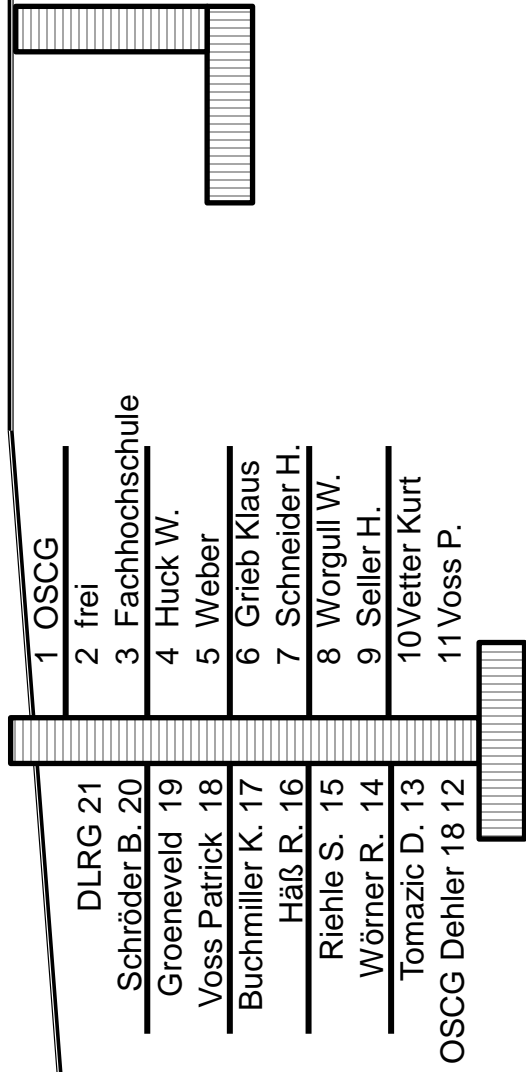 1 OSCG
2 frei
3 Fachhochschule
4 Huck W.
5 Weber
6 Grieb Klaus
7 Schneider H.
8 Worgull W.
9 Seller H.
10 Vetter Kurt
11 Voss P.
DLRG 21
Schröder B. 20
Groeneveld 19
Voss Patrick 18
Buchmiller K. 17
Häß R. 16
Riehle S. 15
Wörner R. 14
Tomazic D. 13
OSCG Dehler 18 12